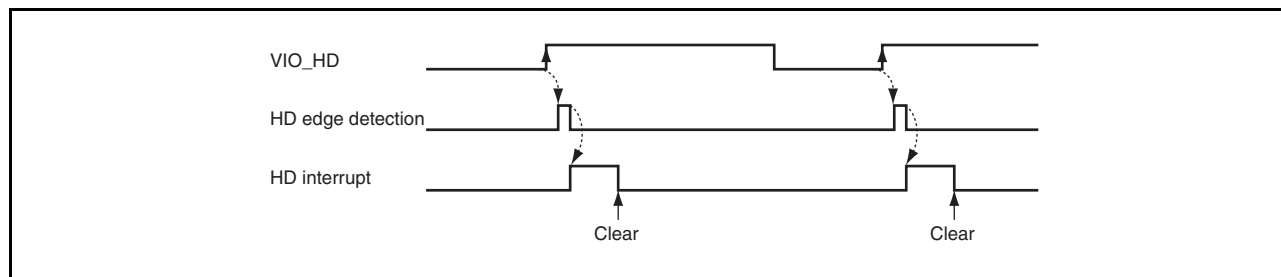 VIO_HD
HD edge detection
HD interrupt
Clear
Clear